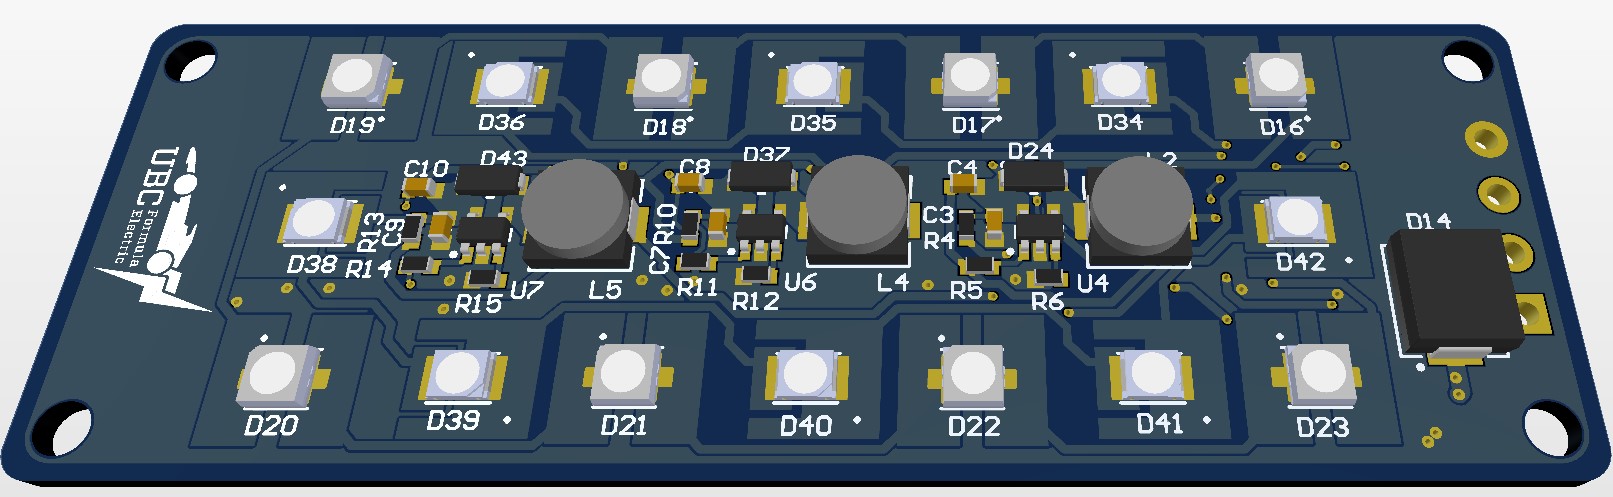 D19
D36
D18
D35
D17
D34
D16
UBC
Formula
Electric
C10
D43
C8
D37
C4
D24
L2
D38
R13
C9
R14
R15
U7
L5
R10
C7
R11
R12
U6
L4
C3
R4
R5
R6
U4
D42
D14
D20
D39
D21
D40
D22
D41
D23